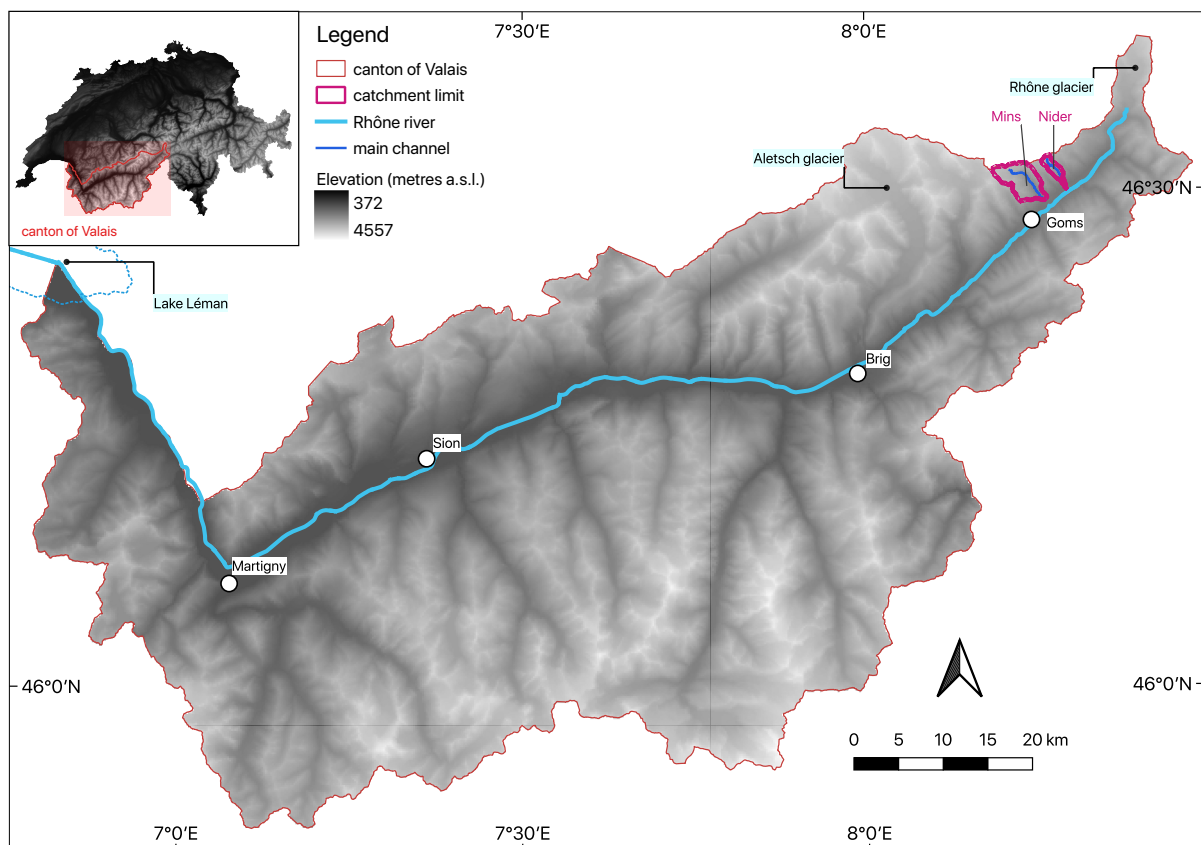 7°30′E
8°0′E
Legend
canton of Valais
catchment limit
Rhône river
main channel
Elevation (metres a.s.l.)
372
4557
canton of Valais
Rhône glacier
Mins
Nider
Aletsch glacier
46°30′N
Goms
Lake Léman
Brig
Sion
Martigny
46°0′N
46°0′N
0 5 10 15 20 km
7°0′E
7°30′E
8°0′E